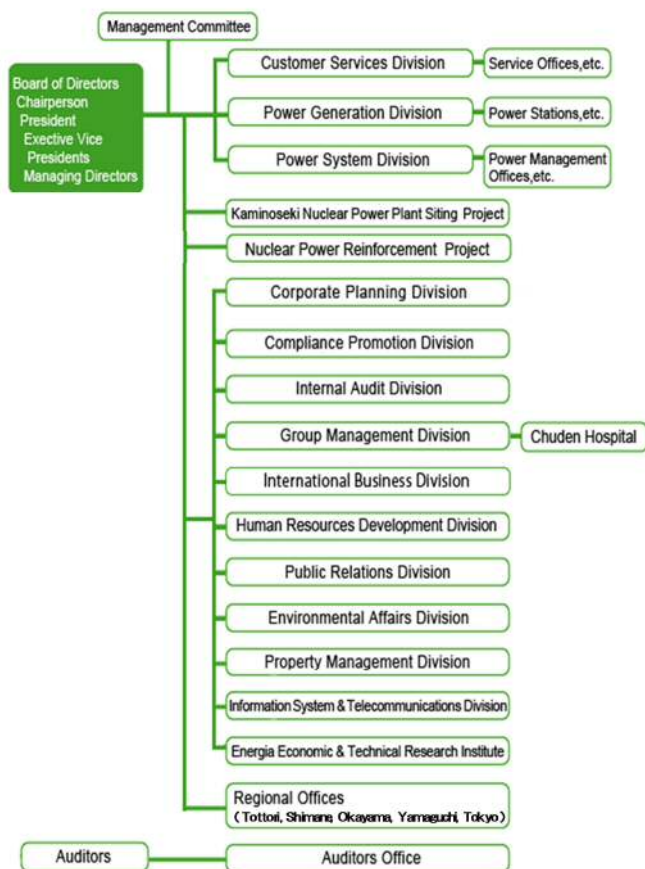 Management Committee
Board of Directors
Chairperson
President
Exective Vice
Presidents
Managing Directors
Customer Services Division
Service Offices,etc.
Power Generation Division
Power Stations,etc.
Power System Division
Power Management
Offices,etc.
Kaminoseki Nuclear Power Plant Siting Project
Nuclear Power Reinforcement Project
Corporate Planning Division
Compliance Promotion Division
Internal Audit Division
Group Management Division
Chuden Hospital
International Business Division
Human Resources Development Division
Public Relations Division
Environmental Affairs Division
Property Management Division
Information System & Telecommunications Division
Energia Economic & Technical Research Institute
Regional Offices
(Tottori, Shimane, Okayama, Yamaguchi, Tokyo)
Auditors
Auditors Office